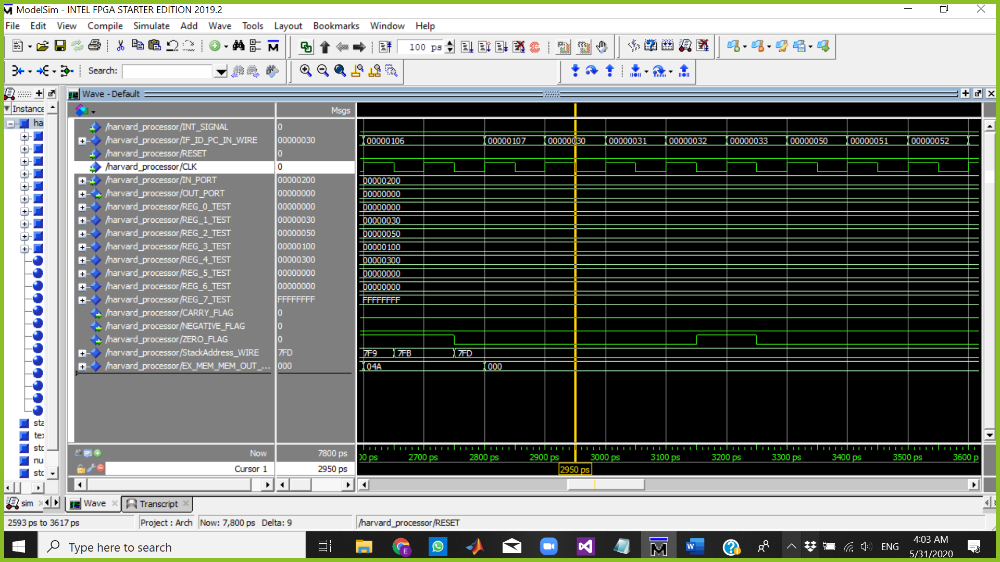 ModelSim - INTEL FPGA STARTER EDITION 2019.2
File Edit View Compile Simulate Add Wave Tools Layout Bookmarks Window Help
100 ps
Search:
Wave - Default
Instance
Msgs
ha
/harvard_processor/INT_SIGNAL 0
/harvard_processor/IF_ID_PC_IN_WIRE 00000030 00000106 00000107 00000030 00000031 00000032 00000033 00000050 00000051 00000052
/harvard_processor/RESET 0
/harvard_processor/CLK 0
/harvard_processor/IN_PORT 00000200 00000200
/harvard_processor/OUT_PORT 00000000 00000000
/harvard_processor/REG_0_TEST 00000000 00000000
/harvard_processor/REG_1_TEST 00000030 00000030
/harvard_processor/REG_2_TEST 00000050 00000050
/harvard_processor/REG_3_TEST 00000100 00000100
/harvard_processor/REG_4_TEST 00000300 00000300
/harvard_processor/REG_5_TEST 00000000 00000000
/harvard_processor/REG_6_TEST 00000000 00000000
/harvard_processor/REG_7_TEST FFFFFFFF FFFFFFFF
/harvard_processor/CARRY_FLAG 0
/harvard_processor/NEGATIVE_FLAG 0
/harvard_processor/ZERO_FLAG 0
/harvard_processor/StackAddress_WIRE 7FD 7F9 7FB 7FD
/harvard_processor/EX_MEM_MEM_OUT_... 000 04A 000
sta
te
sto
nu
sto
Now 7800 ps 00 ps 2700 ps 2800 ps 2900 ps 3000 ps 3100 ps 3200 ps 3300 ps 3400 ps 3500 ps 3600 p
Cursor 1 2950 ps 2950 ps
sim Wave Transcript
2593 ps to 3617 ps Project : Arch Now: 7,800 ps Delta: 9 /harvard_processor/RESET
Type here to search
E
ENG
4:03 AM
5/31/2020